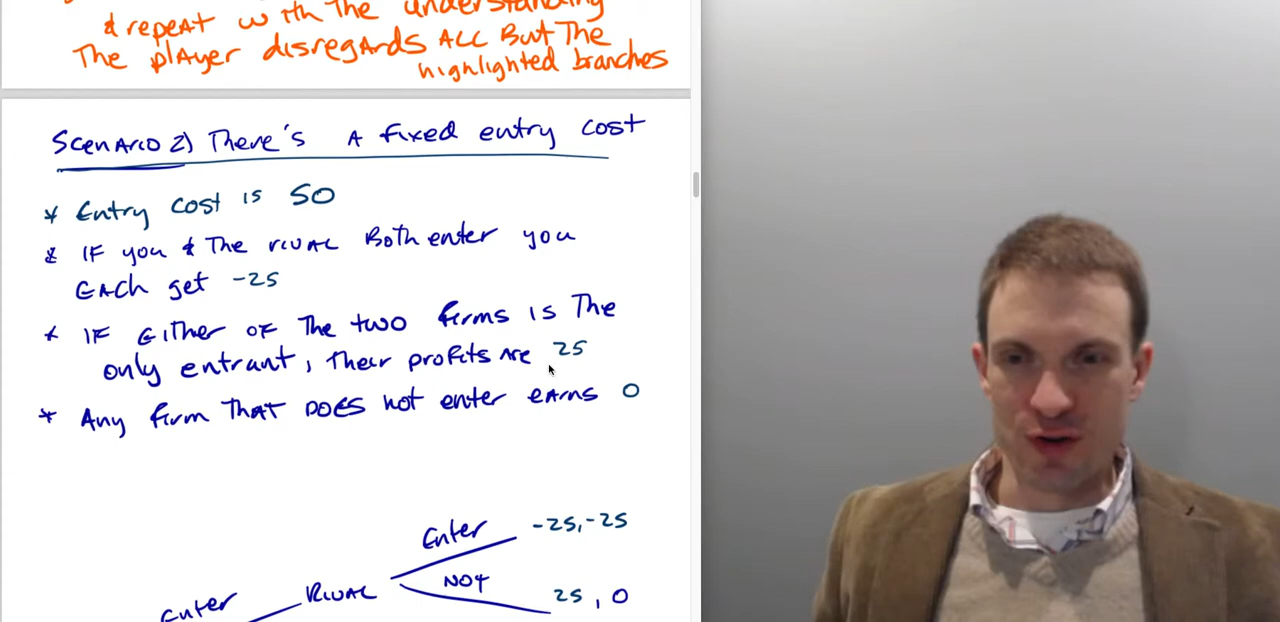 & repeat with the understanding
The player disregards ALL But The
highlighted branches
Scenario 2) There's A fixed entry cost
* Entry cost is 50
* IF you & The rival Both enter you
each get -25
* IF either of the two firms is The
only entrant, their profits are 25
* Any firm that does not enter earns 0
Enter -25,-25
Not 25, 0
Enter Rival